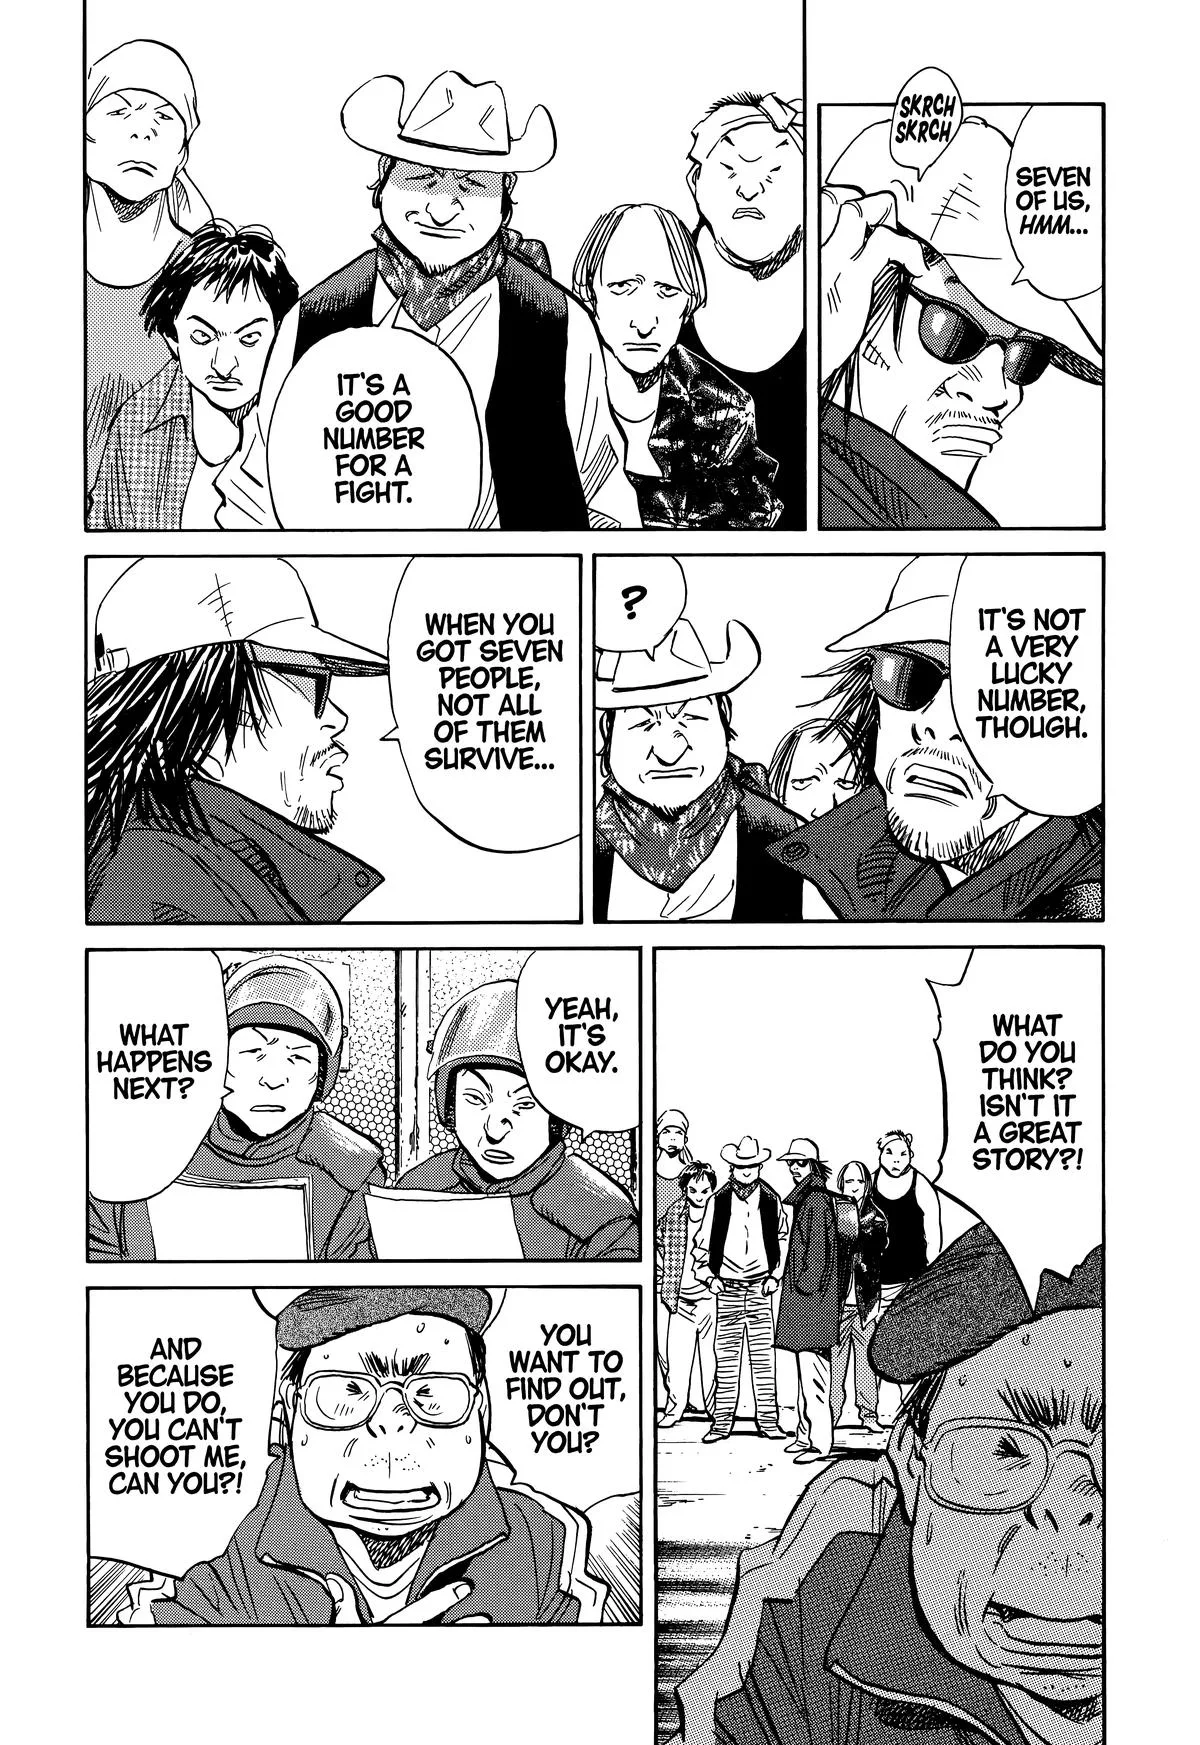 SEVEN
OF US,
HMM...
SKRCH
SKRCH
IT'S A
GOOD
NUMBER
FOR A
FIGHT.
IT'S NOT
A VERY
LUCKY
NUMBER,
THOUGH.
?
WHEN YOU
GOT SEVEN
PEOPLE,
NOT ALL
OF THEM
SURVIVE...
WHAT
DO YOU
THINK?
ISN'T IT
A GREAT
STORY?!
YEAH,
IT'S
OKAY.
WHAT
HAPPENS
NEXT?
YOU
WANT TO
FIND OUT,
DON'T
YOU?
AND
BECAUSE
YOU DO,
YOU CAN'T
SHOOT ME,
CAN YOU?!